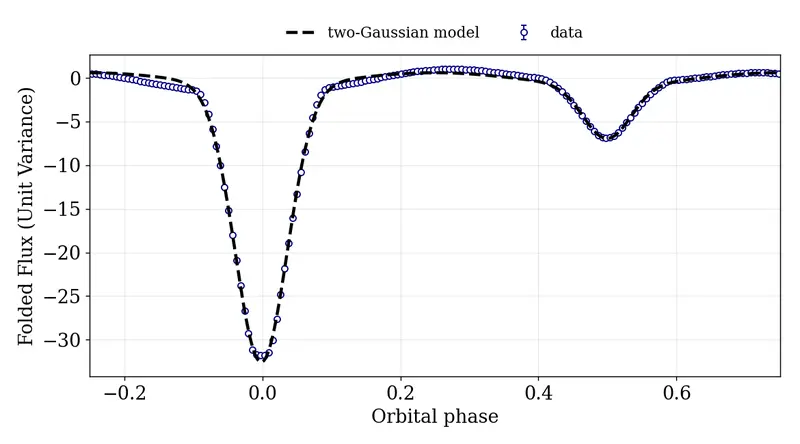 two-Gaussian model
data
Folded Flux (Unit Variance)
0
−5
−10
−15
−20
−25
−30
−0.2 0.0 0.2 0.4 0.6
Orbital phase